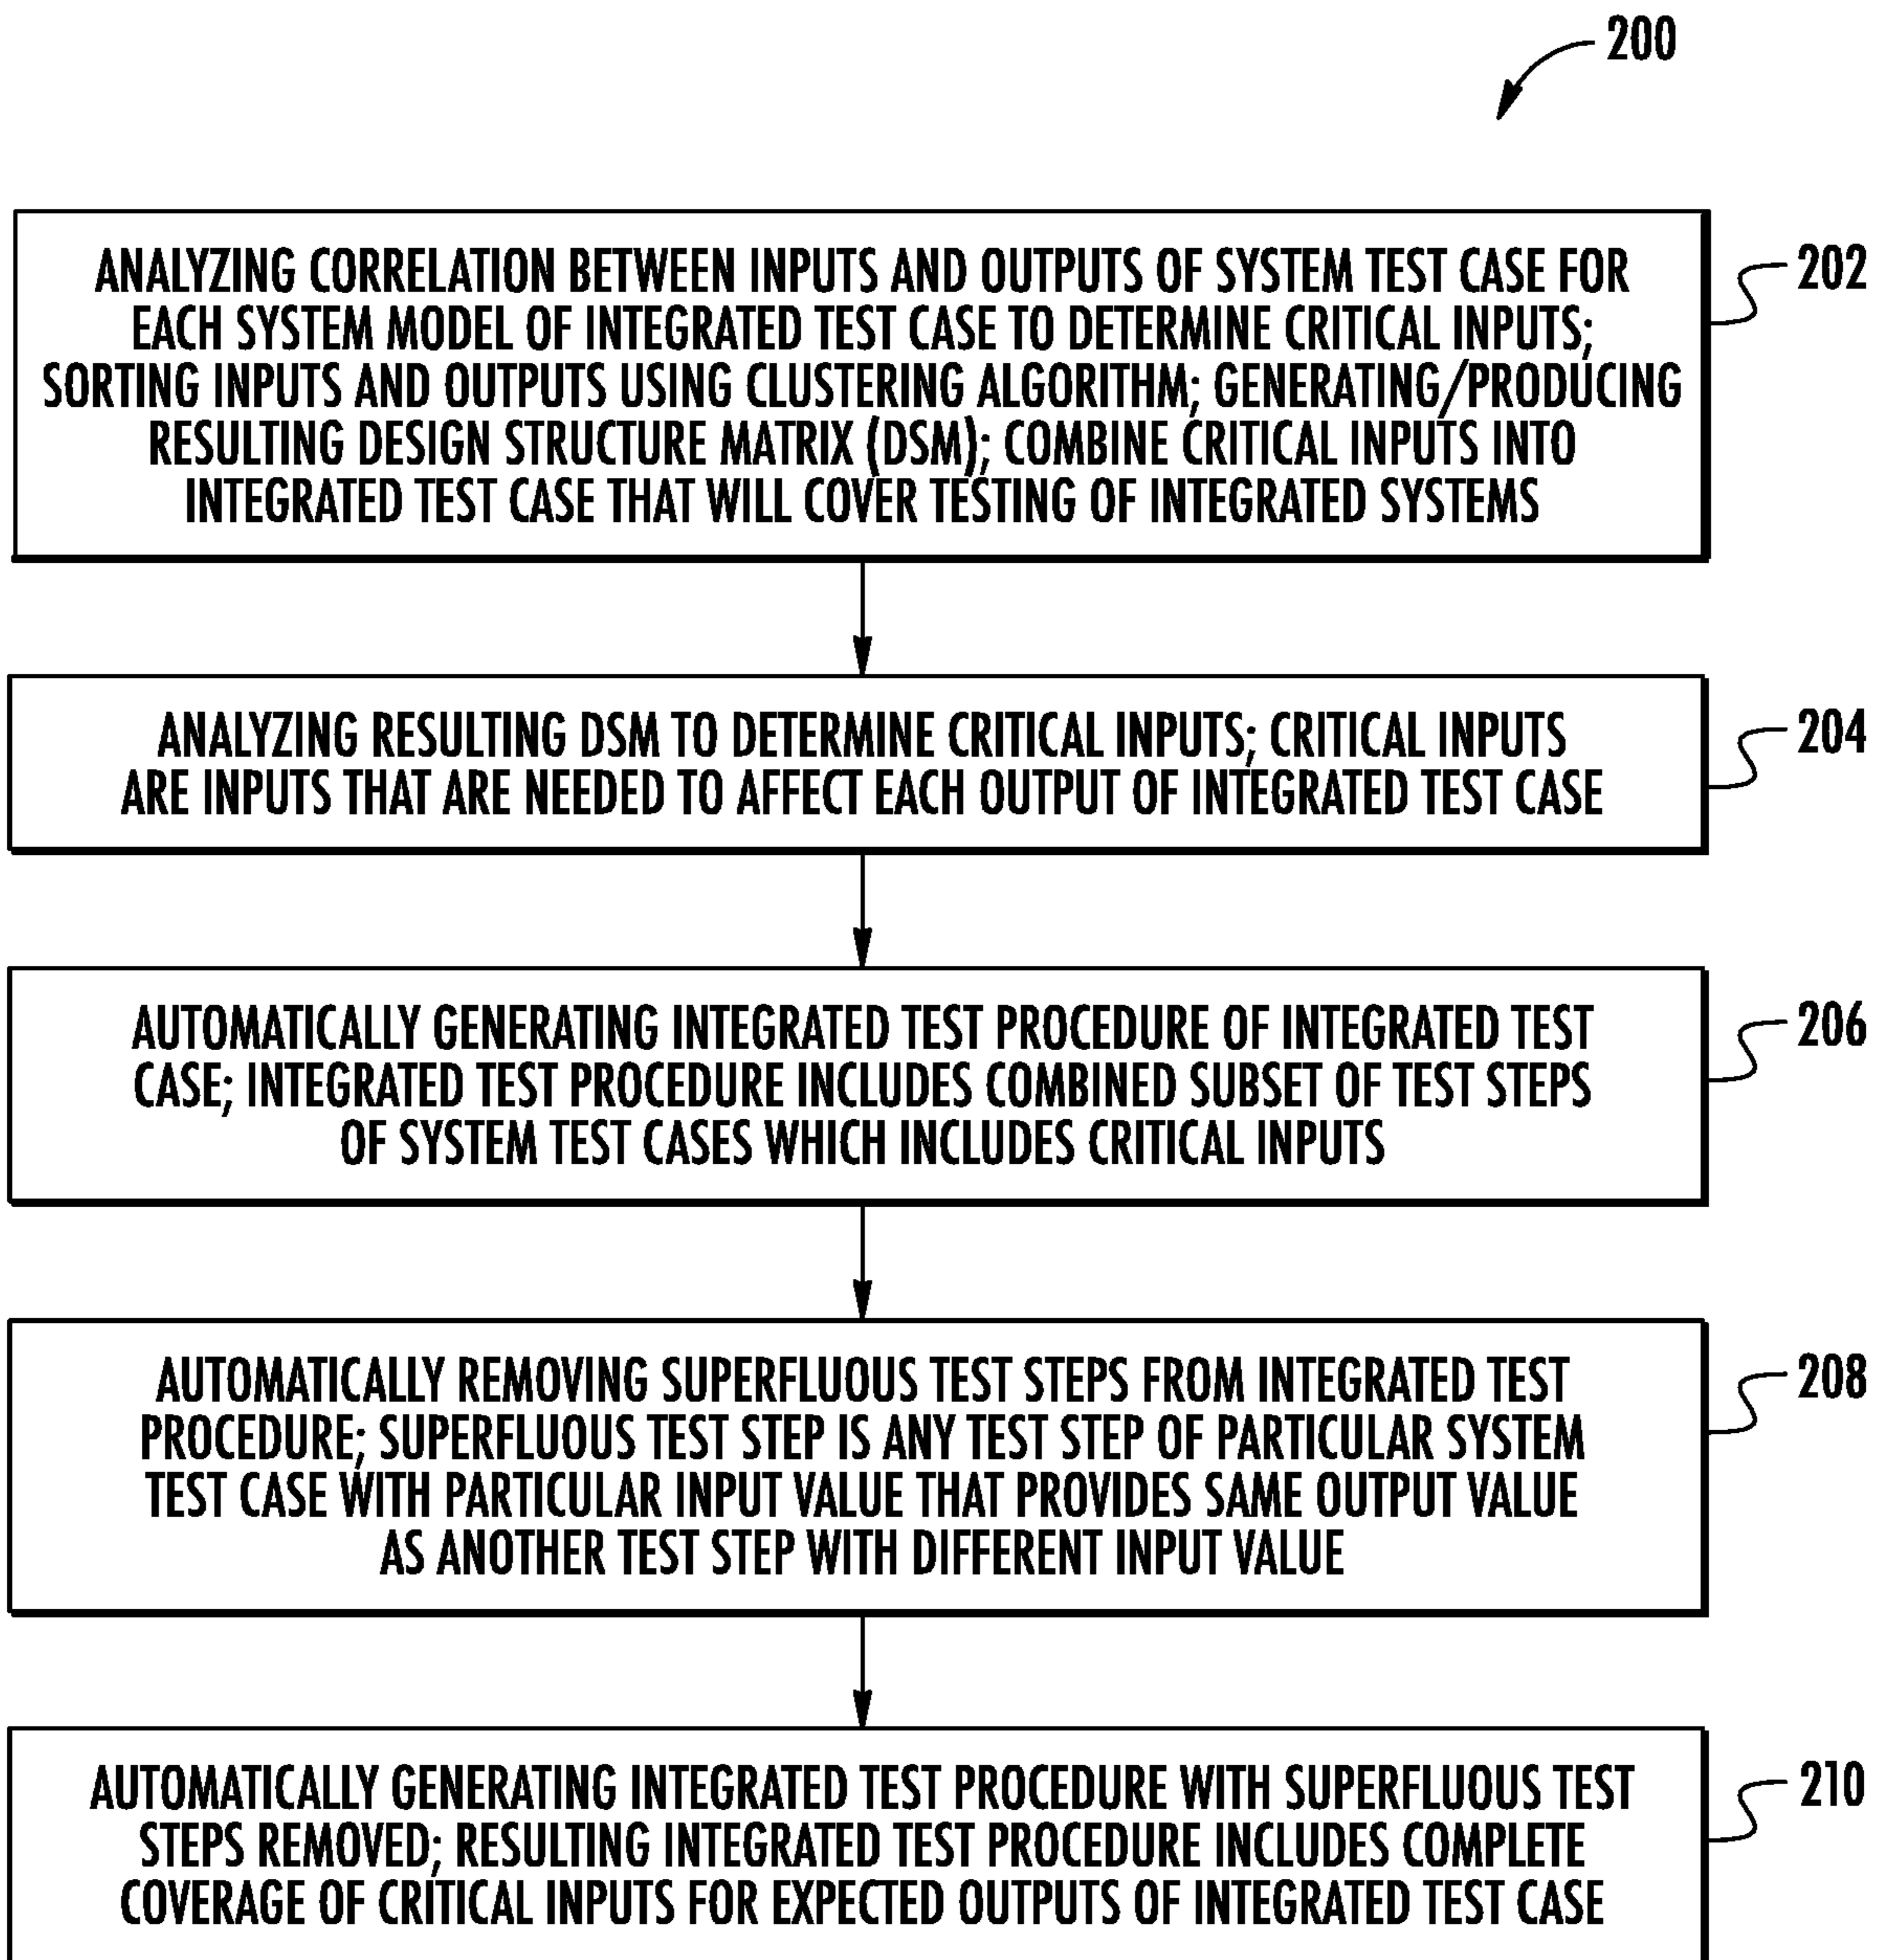 200
ANALYZING CORRELATION BETWEEN INPUTS AND OUTPUTS OF SYSTEM TEST CASE FOR
EACH SYSTEM MODEL OF INTEGRATED TEST CASE TO DETERMINE CRITICAL INPUTS;
SORTING INPUTS AND OUTPUTS USING CLUSTERING ALGORITHM; GENERATING/PRODUCING
RESULTING DESIGN STRUCTURE MATRIX (DSM); COMBINE CRITICAL INPUTS INTO
INTEGRATED TEST CASE THAT WILL COVER TESTING OF INTEGRATED SYSTEMS
202
ANALYZING RESULTING DSM TO DETERMINE CRITICAL INPUTS; CRITICAL INPUTS
ARE INPUTS THAT ARE NEEDED TO AFFECT EACH OUTPUT OF INTEGRATED TEST CASE
204
AUTOMATICALLY GENERATING INTEGRATED TEST PROCEDURE OF INTEGRATED TEST
CASE; INTEGRATED TEST PROCEDURE INCLUDES COMBINED SUBSET OF TEST STEPS
OF SYSTEM TEST CASES WHICH INCLUDES CRITICAL INPUTS
206
AUTOMATICALLY REMOVING SUPERFLUOUS TEST STEPS FROM INTEGRATED TEST
PROCEDURE; SUPERFLUOUS TEST STEP IS ANY TEST STEP OF PARTICULAR SYSTEM
TEST CASE WITH PARTICULAR INPUT VALUE THAT PROVIDES SAME OUTPUT VALUE
AS ANOTHER TEST STEP WITH DIFFERENT INPUT VALUE
208
AUTOMATICALLY GENERATING INTEGRATED TEST PROCEDURE WITH SUPERFLUOUS TEST
STEPS REMOVED; RESULTING INTEGRATED TEST PROCEDURE INCLUDES COMPLETE
COVERAGE OF CRITICAL INPUTS FOR EXPECTED OUTPUTS OF INTEGRATED TEST CASE
210